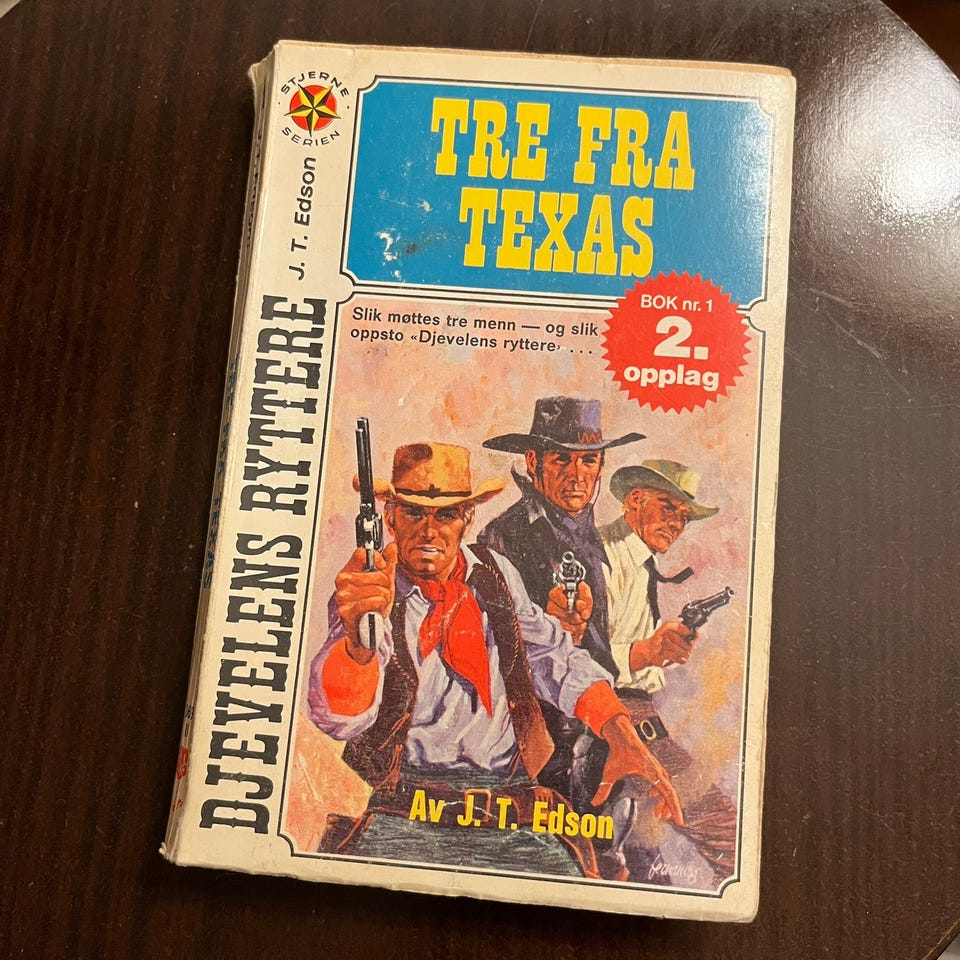 STJERNE
SERIEN
J. T. Edson
DJEVELENS RYTTERE
TRE FRA
TEXAS
BOK nr. 1
2.
opplag
Slik møttes tre menn — og slik
oppsto «Djevelens ryttere» . . .
Av J. T. Edson